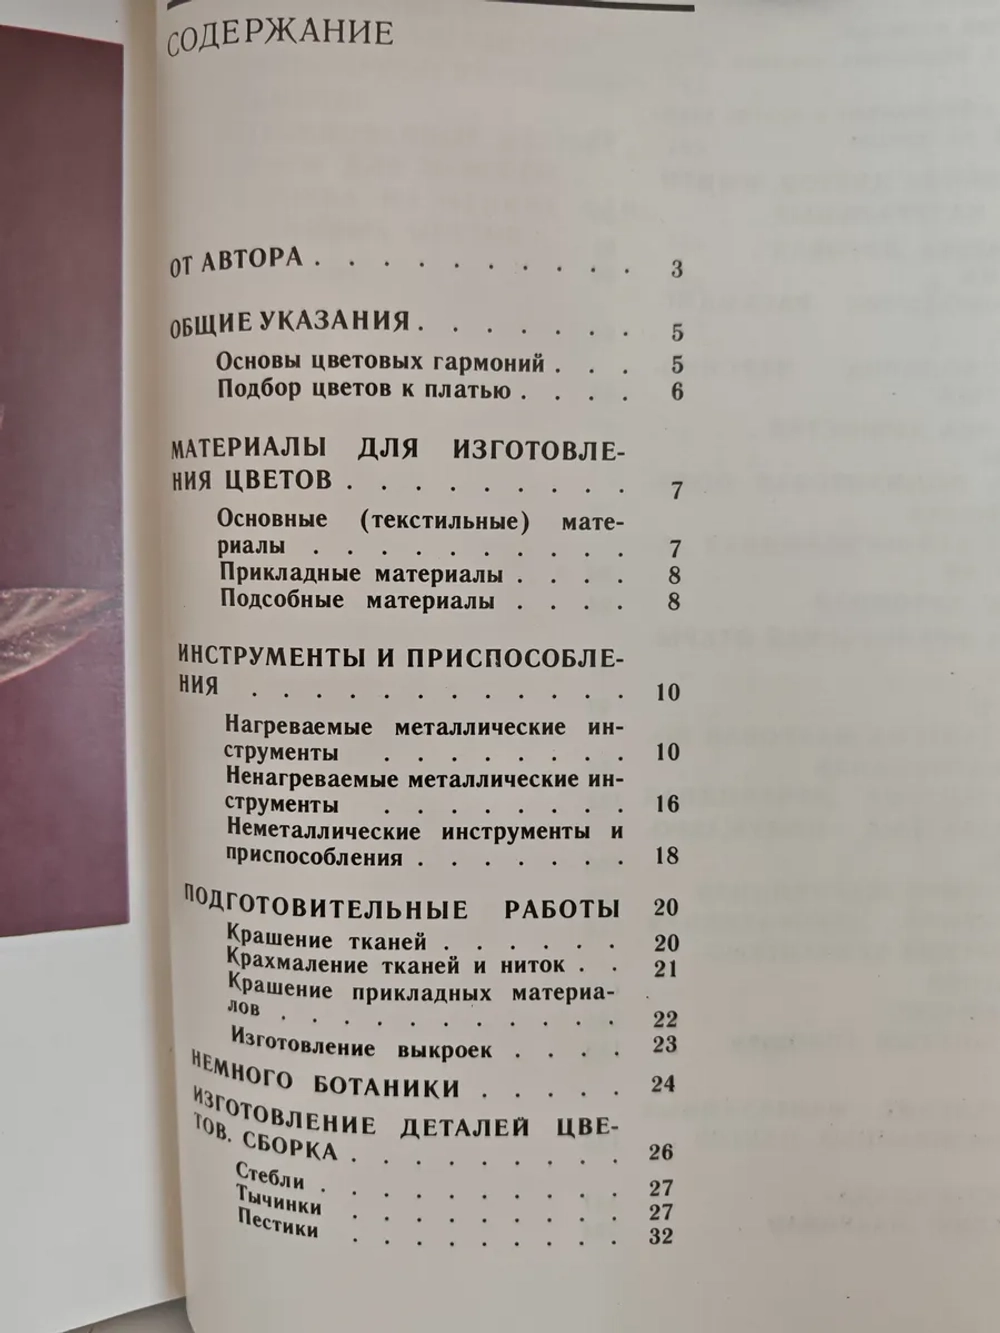 СОДЕРЖАНИЕ
ОТ АВТОРА . . . . . . . . . . . 3
ОБЩИЕ УКАЗАНИЯ . . . . . . . 5
Основы цветовых гармоний . . . 5
Подбор цветов к платью . . . . 6
МАТЕРИАЛЫ ДЛЯ ИЗГОТОВЛЕ-
НИЯ ЦВЕТОВ . . . . . . . . . 7
Основные (текстильные) мате-
риалы . . . . . . . . . . 7
Прикладные материалы . . . . 8
Подсобные материалы . . . . 8
ИНСТРУМЕНТЫ И ПРИСПОСОБЛЕ-
НИЯ . . . . . . . . . . . . 10
Нагреваемые металлические ин-
струменты . . . . . . . . 10
Ненагреваемые металлические ин-
струменты . . . . . . . . 16
Неметаллические инструменты и
приспособления . . . . . . . 18
ПОДГОТОВИТЕЛЬНЫЕ РАБОТЫ 20
Крашение тканей . . . . . . 20
Крахмаление тканей и ниток . . 21
Крашение прикладных материа-
лов . . . . . . . . . . . 22
Изготовление выкроек . . . . 23
НЕМНОГО БОТАНИКИ . . . . . 24
ИЗГОТОВЛЕНИЕ ДЕТАЛЕЙ ЦВЕ-
ТОВ. СБОРКА . . . . . . . . . 26
Стебли . . . . . . . . . . 27
Тычинки . . . . . . . . . 27
Пестики . . . . . . . . . 32